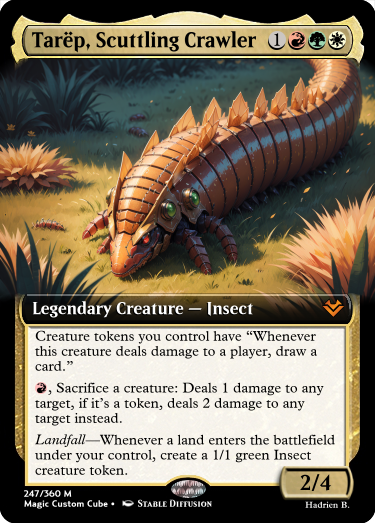 Tarëp, Scuttling Crawler 1
Legendary Creature — Insect
Creature tokens you control have “Whenever
this creature deals damage to a player, draw a
card.”
, Sacrifice a creature: Deals 1 damage to any
target, if it's a token, deals 2 damage to any
target instead.
Landfall—Whenever a land enters the battlefield
under your control, create a 1/1 green Insect
creature token.
2/4
247/360 M
Magic Custom Cube • Stable Diffusion
Hadrien B.